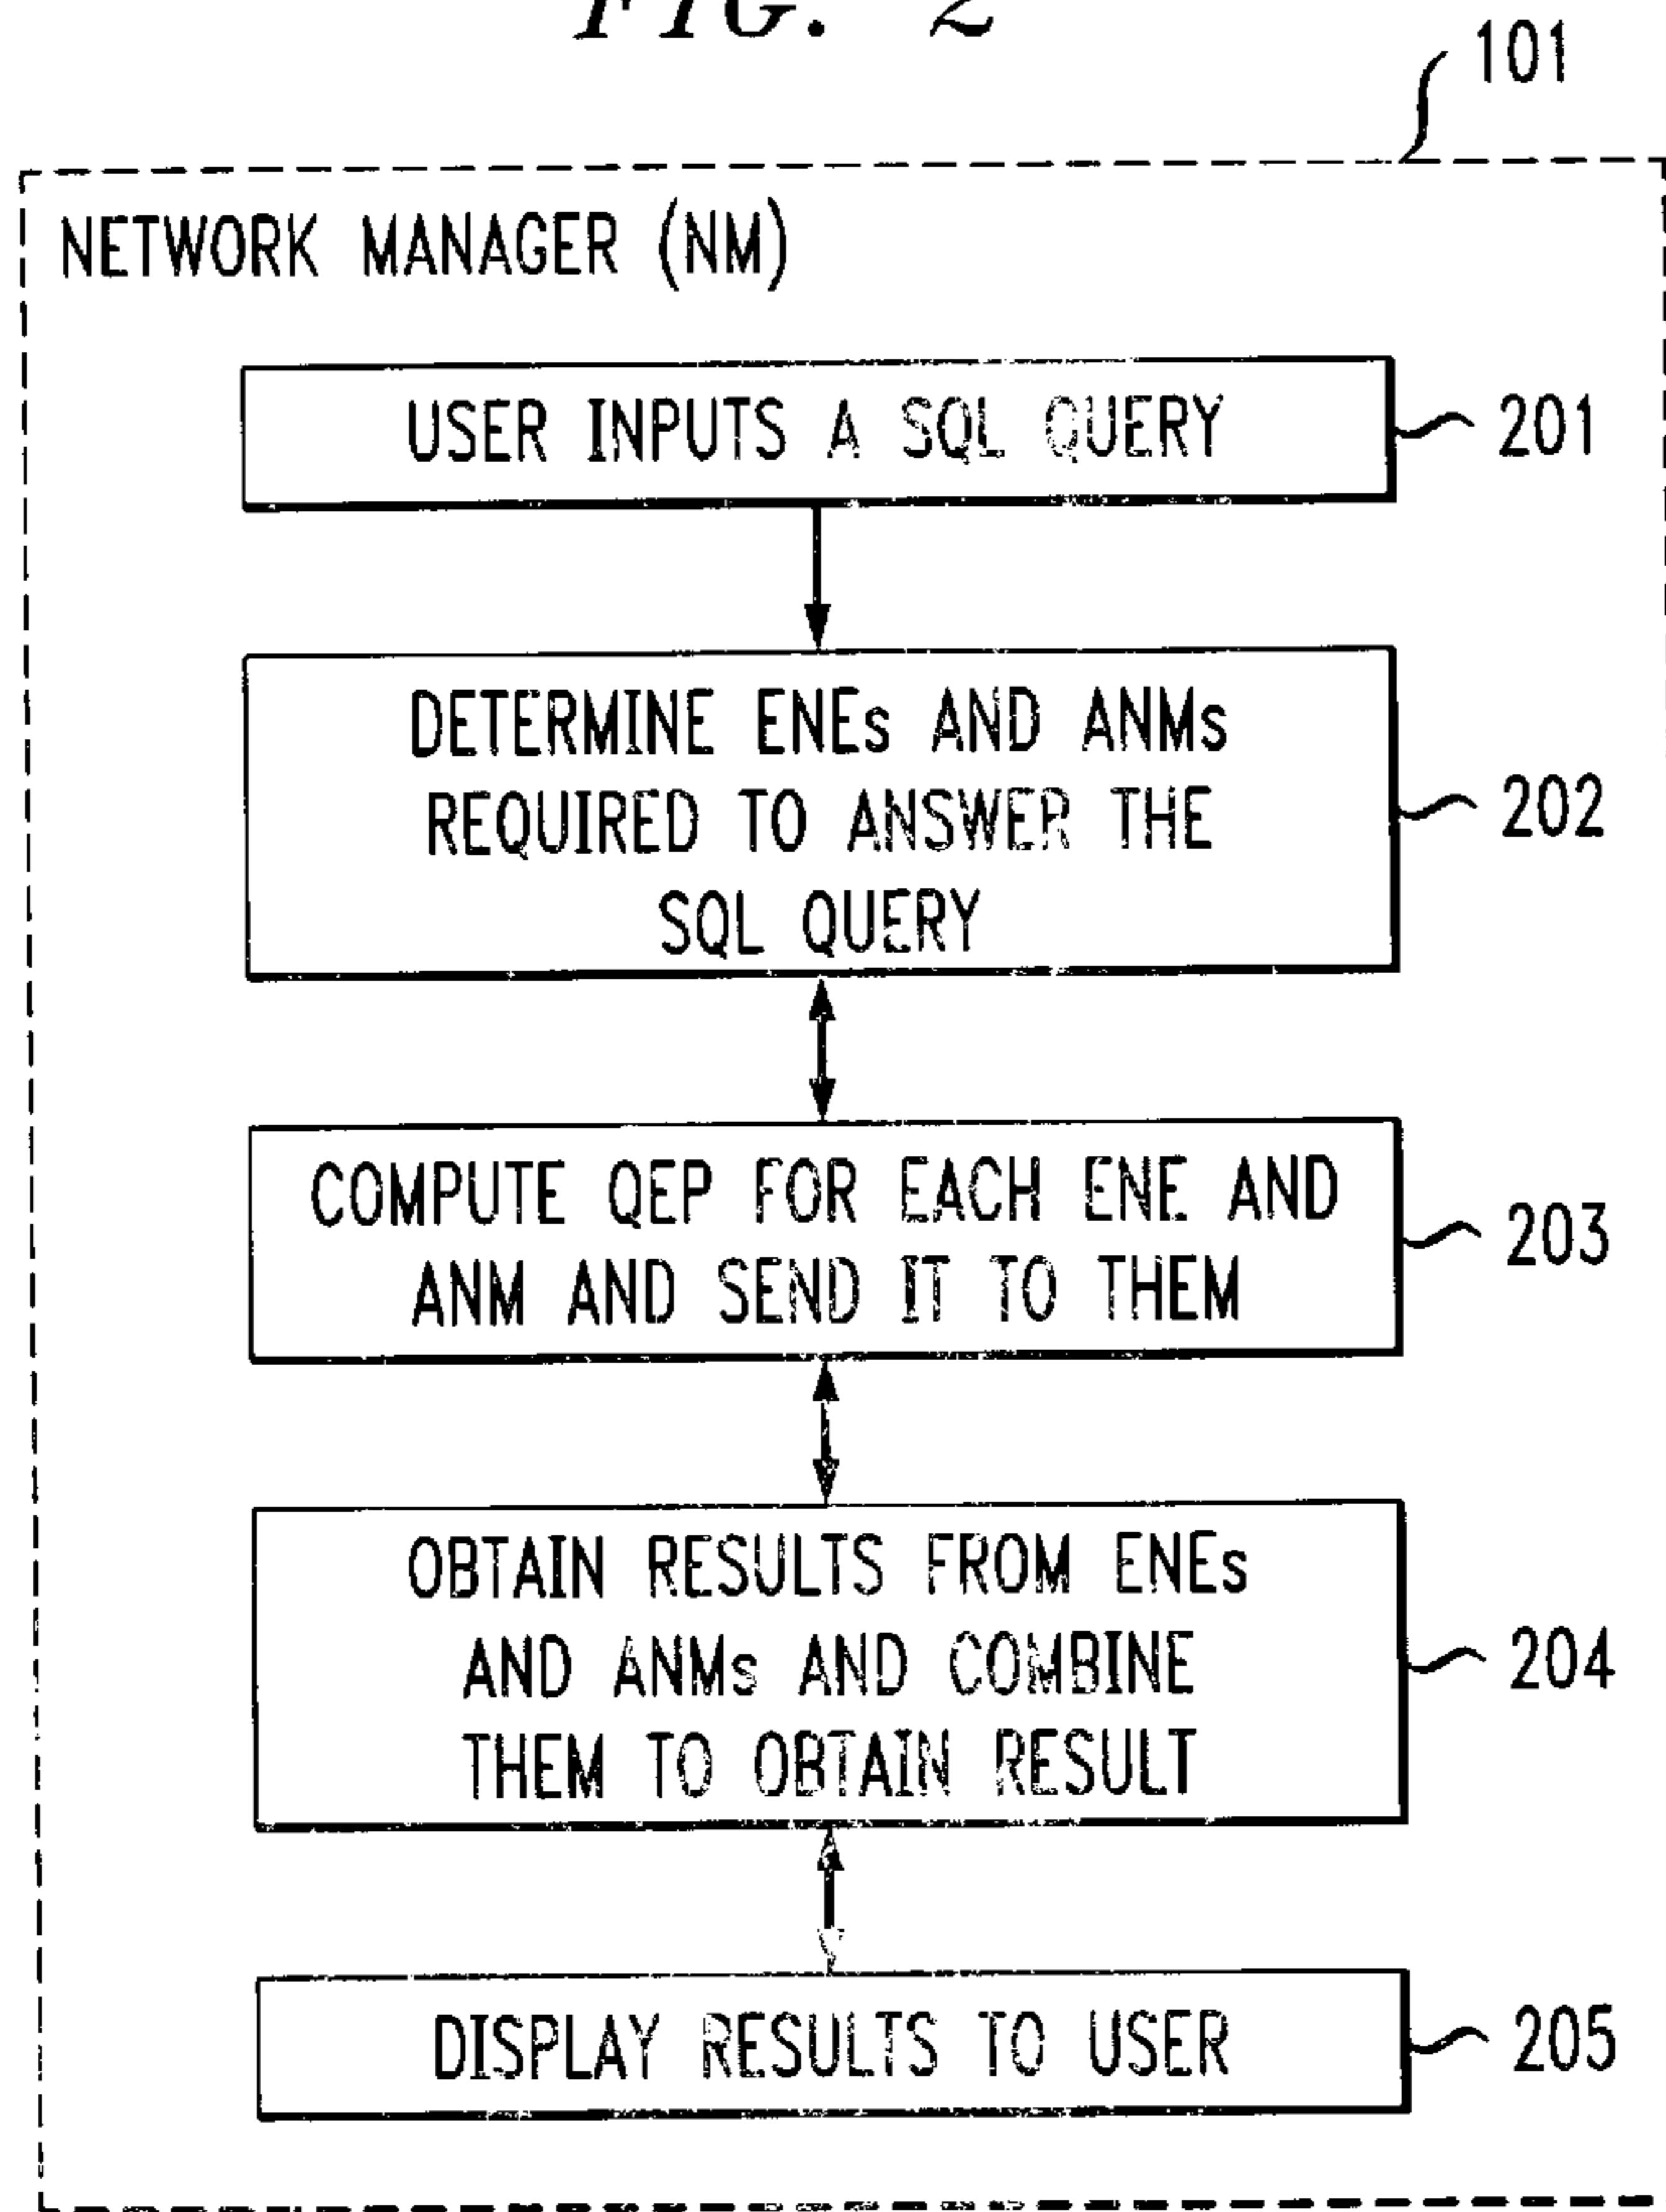 FIG. 2
101
NETWORK MANAGER (NM)
USER INPUTS A SQL QUERY
201
DETERMINE ENEs AND ANMs
REQUIRED TO ANSWER THE
SQL QUERY
202
COMPUTE QEP FOR EACH ENE AND
ANM AND SEND IT TO THEM
203
OBTAIN RESULTS FROM ENEs
AND ANMs AND COMBINE
THEM TO OBTAIN RESULT
204
DISPLAY RESULTS TO USER
205